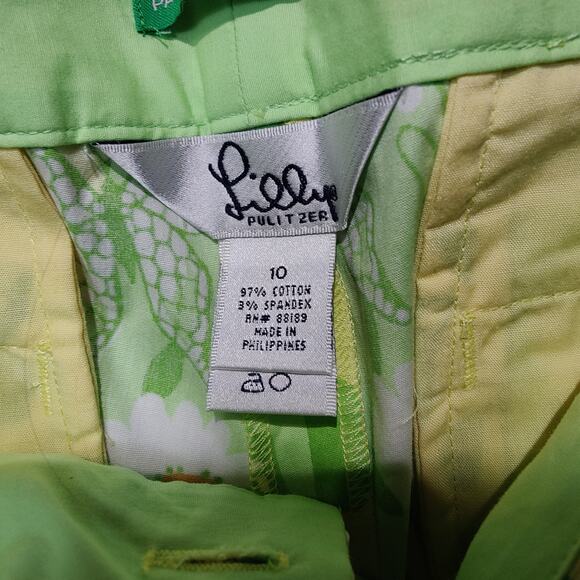 Lilly
PULITZER
10
97% COTTON
3% SPANDEX
RN# 88189
MADE IN
PHILIPPINES